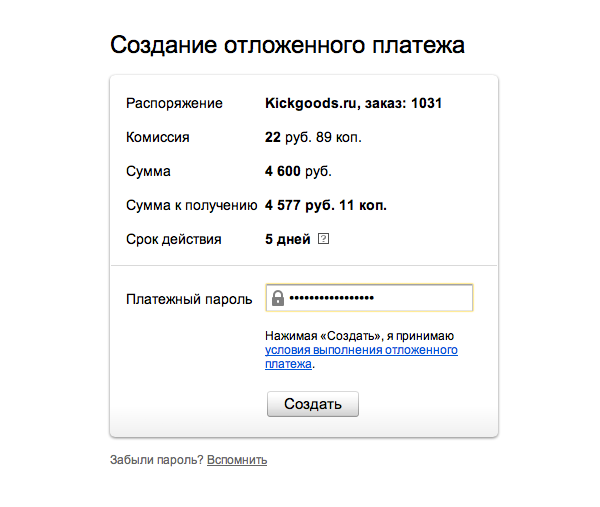 Создание отложенного платежа
Распоряжение Kickgoods.ru, заказ: 1031
Комиссия 22 руб. 89 коп.
Сумма 4 600 руб.
Сумма к получению 4 577 руб. 11 коп.
Срок действия 5 дней ?
Платежный пароль •••••••••••••••••
Нажимая «Создать», я принимаю
условия выполнения отложенного
платежа.
Создать
Забыли пароль? Вспомнить